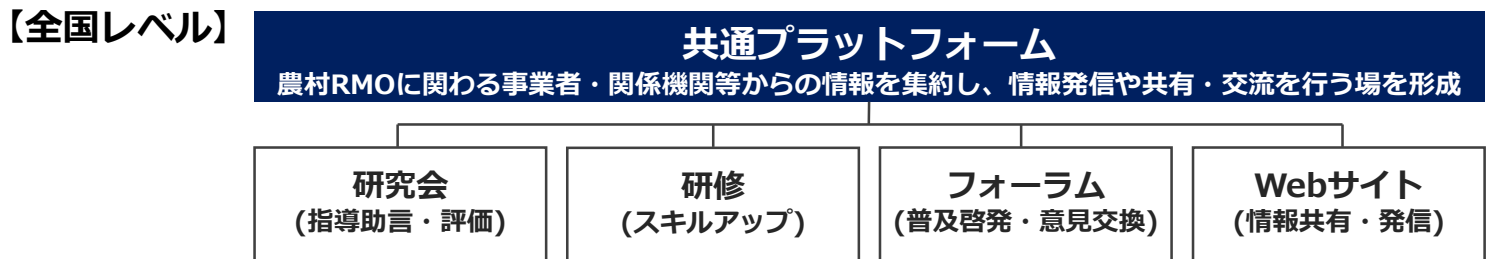 【全国レベル】
共通プラットフォーム
農村RMOに関わる事業者・関係機関等からの情報を集約し、情報発信や共有・交流を行う場を形成
研究会
(指導助言・評価)
研修
(スキルアップ)
フォーラム
(普及啓発・意見交換)
Webサイト
(情報共有・発信)